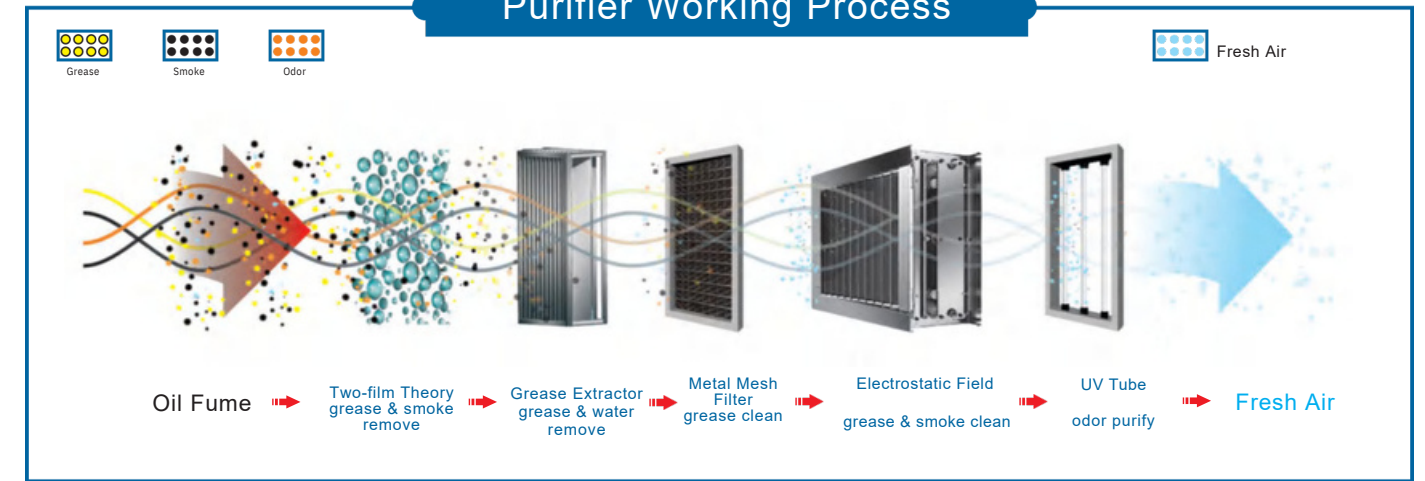 Purifier Working Process
Grease
Smoke
Odor
Fresh Air
Oil Fume
Two-film Theory
grease & smoke
remove
Grease Extractor
grease & water
remove
Metal Mesh
Filter
grease clean
Electrostatic Field
grease & smoke clean
UV Tube
odor purify
Fresh Air